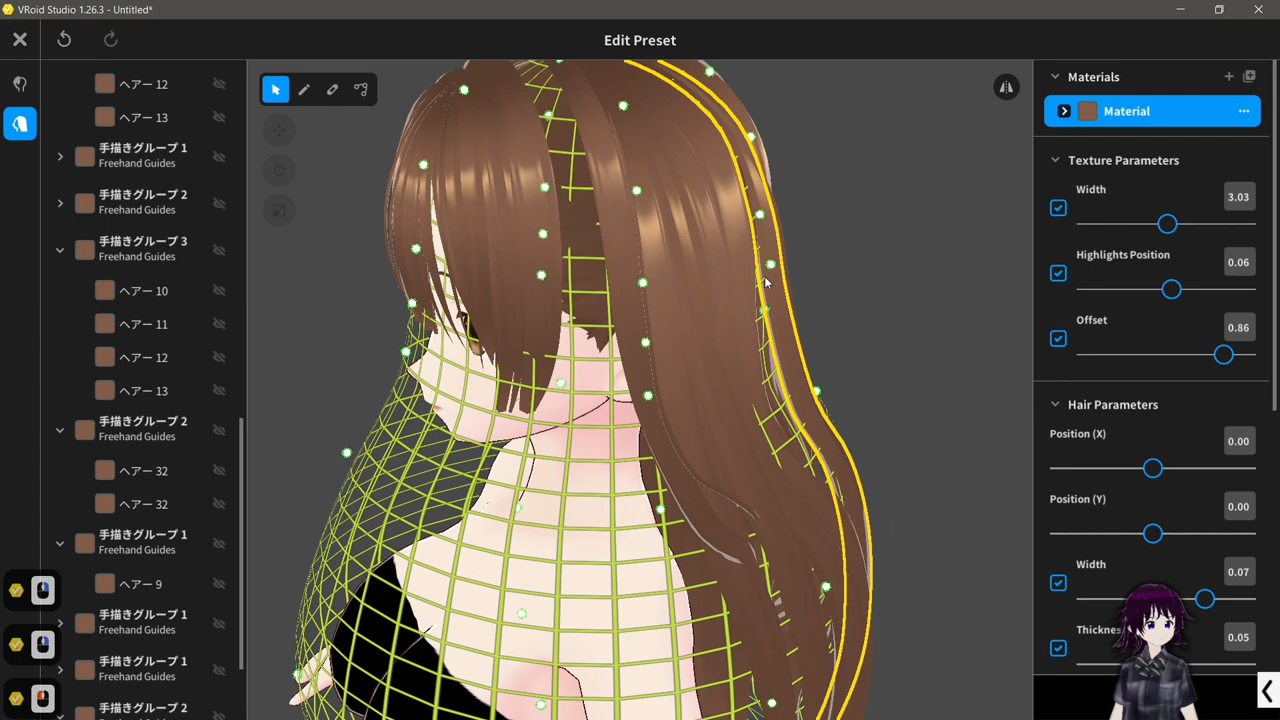 VRoid Studio 1.26.3 - Untitled*
Edit Preset
ヘアー 12
ヘアー 13
手描きグループ 1
Freehand Guides
手描きグループ 2
Freehand Guides
手描きグループ 3
Freehand Guides
ヘアー 10
ヘアー 11
ヘアー 12
ヘアー 13
手描きグループ 2
Freehand Guides
ヘアー 32
ヘアー 32
手描きグループ 1
Freehand Guides
ヘアー 9
手描きグループ 1
Freehand Guides
手描きグループ 1
Freehand Guides
手描きグループ 2
Materials
Material
Texture Parameters
Width
3.03
Highlights Position
0.06
Offset
0.86
Hair Parameters
Position (X)
0.00
Position (Y)
0.00
Width
0.07
Thicknes
0.05